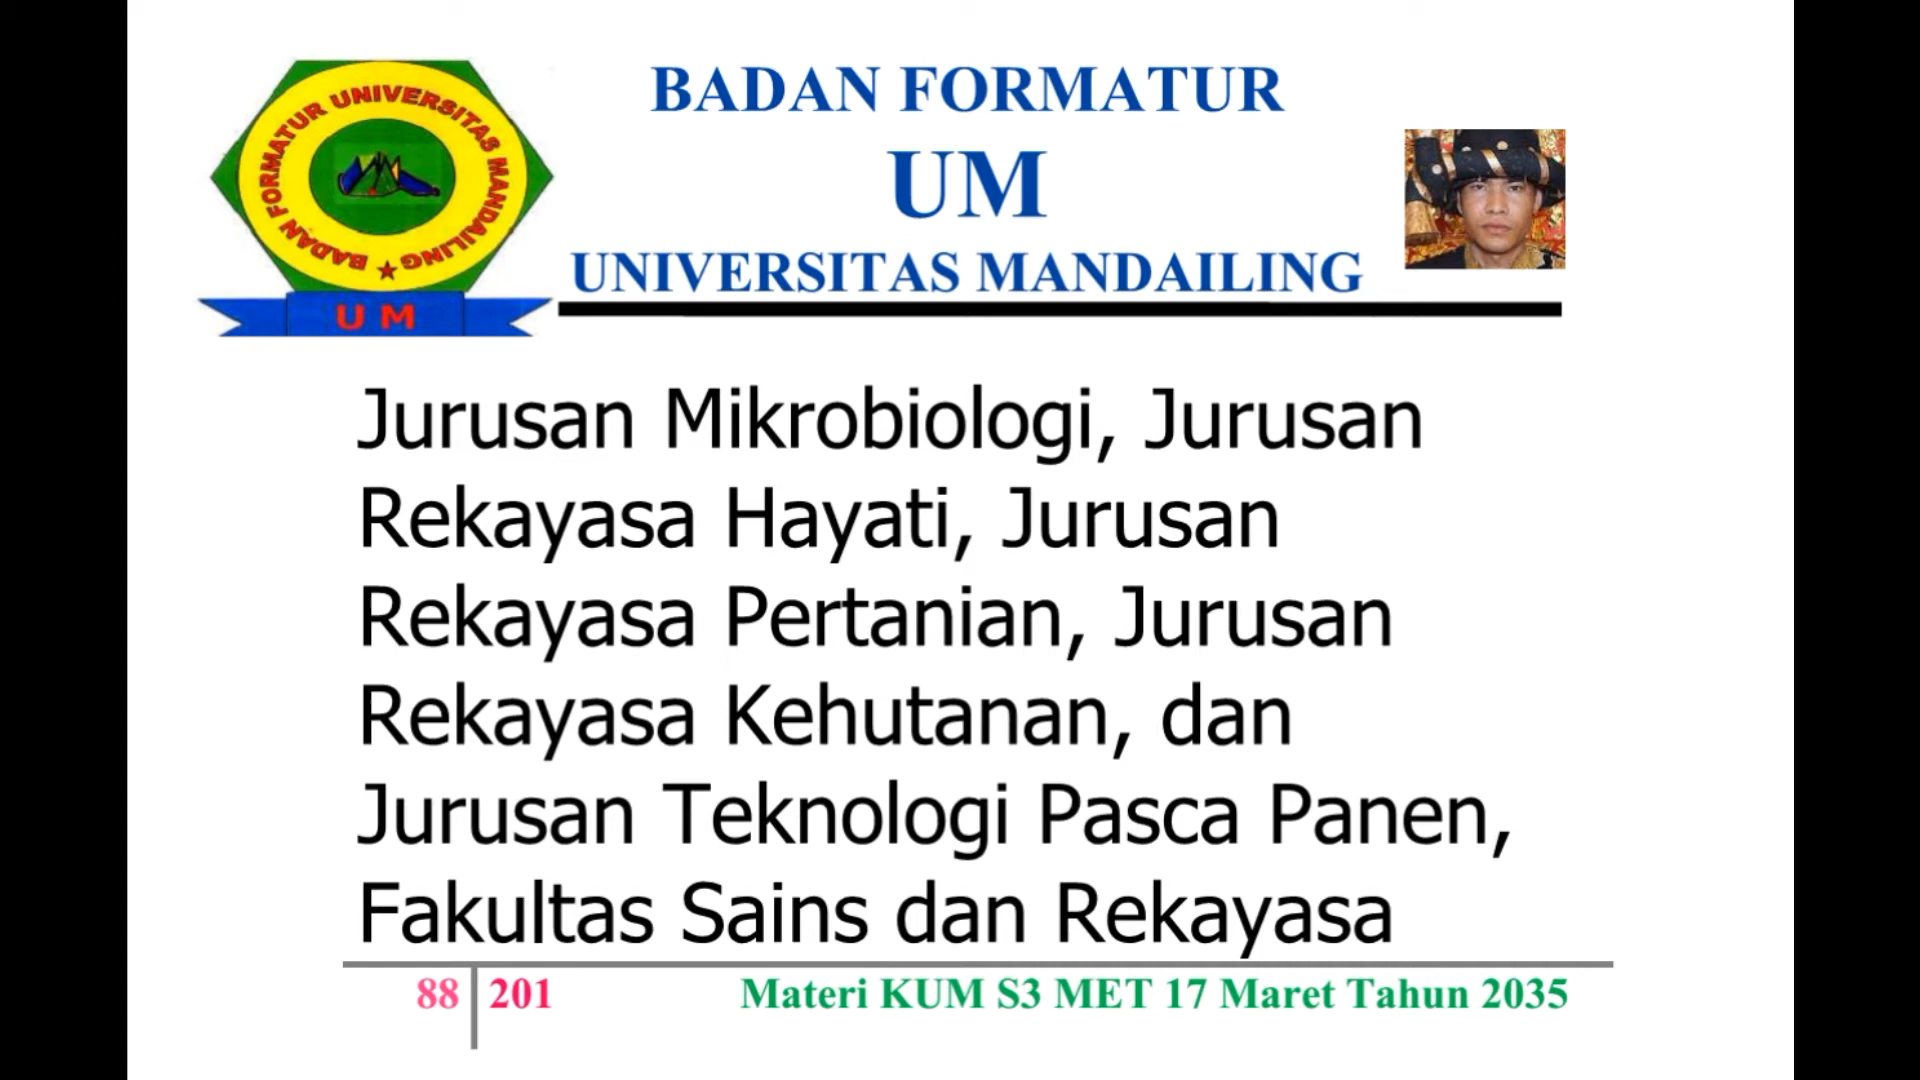 BADAN FORMATUR UNIVERSITAS MANDAILING
UM
BADAN FORMATUR
UM
UNIVERSITAS MANDAILING
Jurusan Mikrobiologi, Jurusan
Rekayasa Hayati, Jurusan
Rekayasa Pertanian, Jurusan
Rekayasa Kehutanan, dan
Jurusan Teknologi Pasca Panen,
Fakultas Sains dan Rekayasa
88 201 Materi KUM S3 MET 17 Maret Tahun 2035